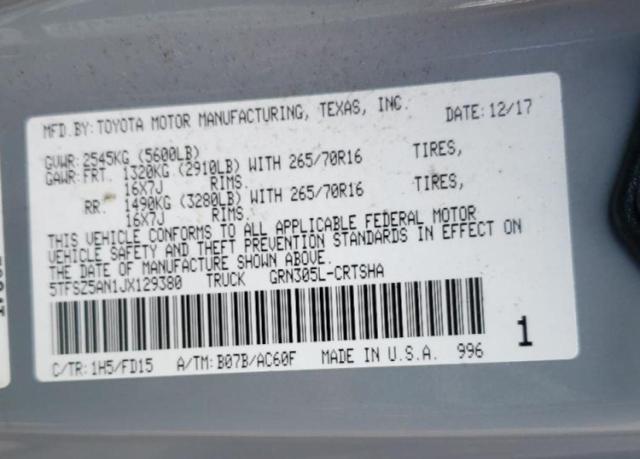 MFD.BY:TOYOTA MOTOR MANUFACTURING, TEXAS, INC. DATE:12/17
GVWR:2545KG (5600LB)
GAWR:FRT. 1320KG (2910LB) WITH 265/70R16 TIRES,
16X7J RIMS.
RR. 1490KG (3280LB) WITH 265/70R16 TIRES,
16X7J RIMS.
THIS VEHICLE CONFORMS TO ALL APPLICABLE FEDERAL MOTOR
VEHICLE SAFETY AND THEFT PREVENTION STANDARDS IN EFFECT ON THE
DATE OF MANUFACTURE SHOWN ABOVE.
5TFSZ5AN1JX129380 TRUCK GRN305L-CRTSHA
1
C/TR:1H5/FD15 A/TM:B07B/AC60F MADE IN U.S.A. 996